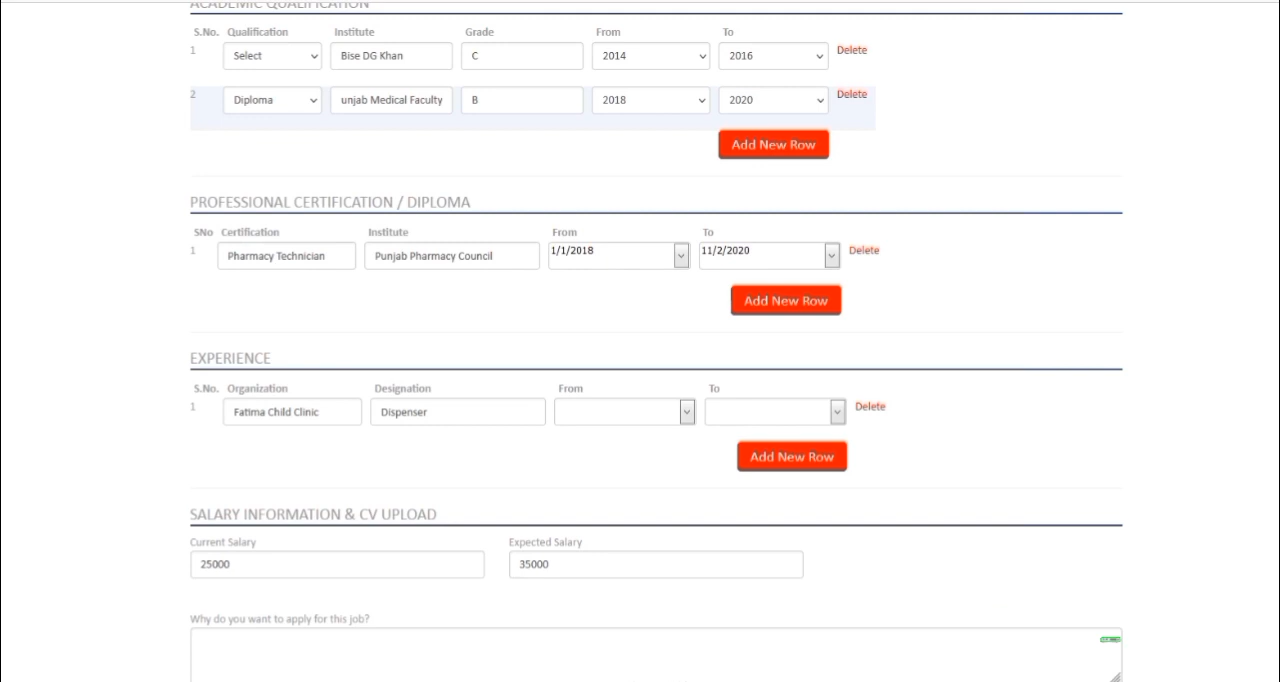 ACADEMIC QUALIFICATION
S.No. Qualification Institute Grade From To
1 Select Bise DG Khan C 2014 2016 Delete
2 Diploma unjab Medical Faculty B 2018 2020 Delete
Add New Row
PROFESSIONAL CERTIFICATION / DIPLOMA
SNo Certification Institute From To
1 Pharmacy Technician Punjab Pharmacy Council 1/1/2018 11/2/2020 Delete
Add New Row
EXPERIENCE
S.No. Organization Designation From To
1 Fatima Child Clinic Dispenser Delete
Add New Row
SALARY INFORMATION & CV UPLOAD
Current Salary Expected Salary
25000 35000
Why do you want to apply for this job?